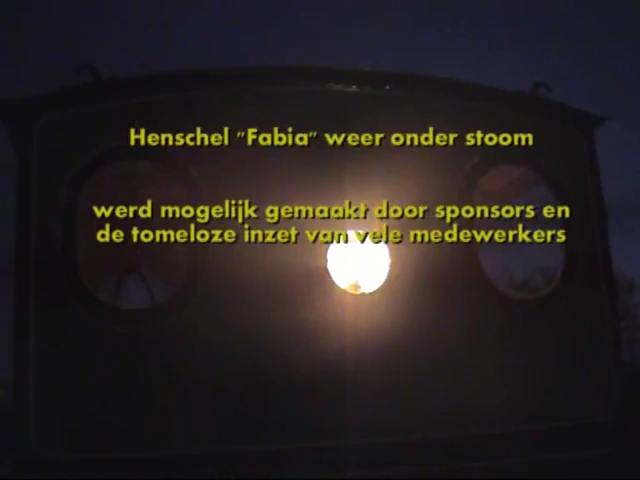 Henschel "Fabia" weer onder stoom
werd mogelijk gemaakt door sponsors en
de tomeloze inzet van vele medewerkers